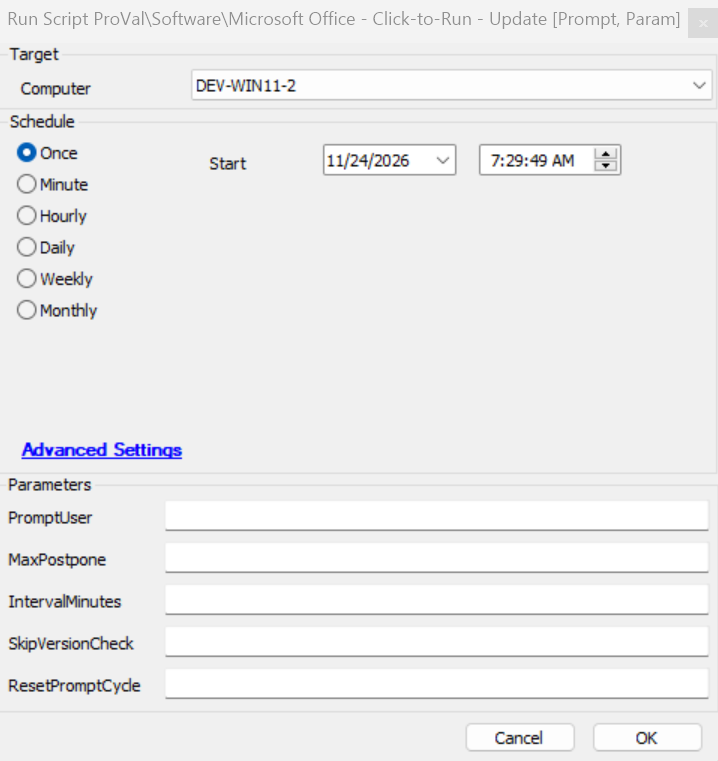 Run Script ProVal\Software\Microsoft Office - Click-to-Run - Update [Prompt, Param] ×
Target
Computer DEV-WIN11-2
Schedule
Once Start 11/24/2026 7:29:49 AM
Minute
Hourly
Daily
Weekly
Monthly
Advanced Settings
Parameters
PromptUser
MaxPostpone
IntervalMinutes
SkipVersionCheck
ResetPromptCycle
Cancel OK